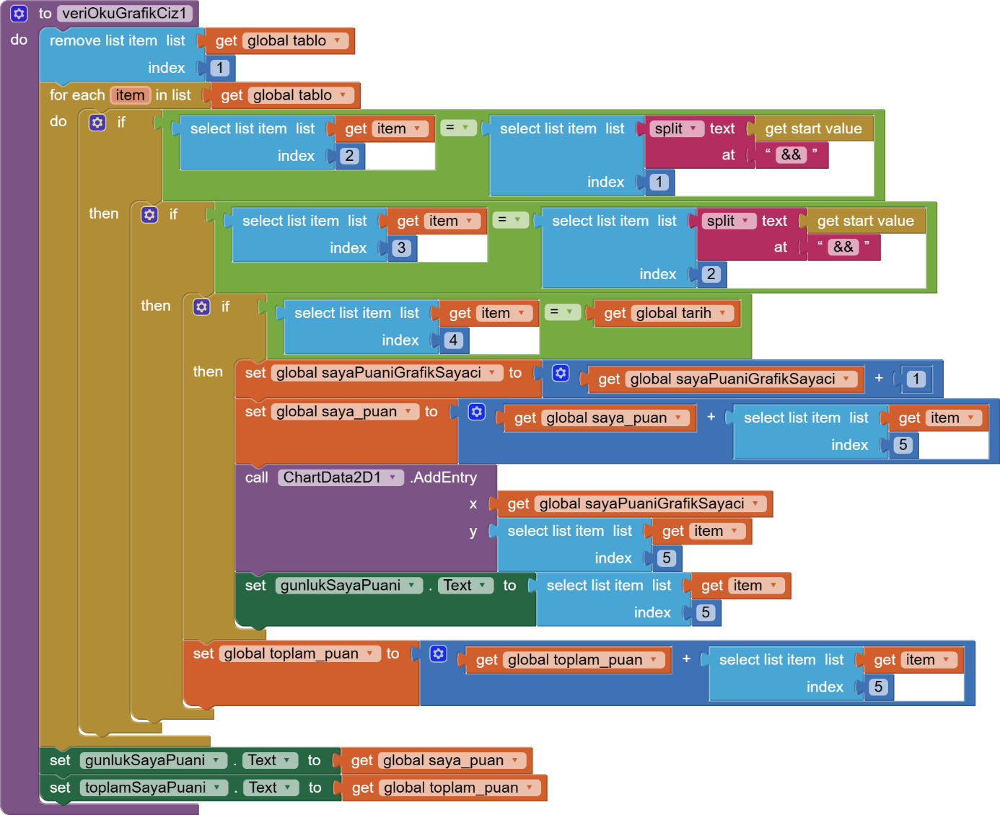 to veriOkuGrafikCiz1
do remove list item list get global tablo
index 1
for each item in list get global tablo
do if select list item list get item = select list item list split text get start value
index 2 at “ && ”
index 1
then if select list item list get item = select list item list split text get start value
index 3 at “ && ”
index 2
then if select list item list get item = get global tarih
index 4
then set global sayaPuaniGrafikSayaci to get global sayaPuaniGrafikSayaci + 1
set global saya_puan to get global saya_puan + select list item list get item
index 5
call ChartData2D1 .AddEntry
x get global sayaPuaniGrafikSayaci
y select list item list get item
index 5
set gunlukSayaPuani . Text to select list item list get item
index 5
set global toplam_puan to get global toplam_puan + select list item list get item
index 5
set gunlukSayaPuani . Text to get global saya_puan
set toplamSayaPuani . Text to get global toplam_puan